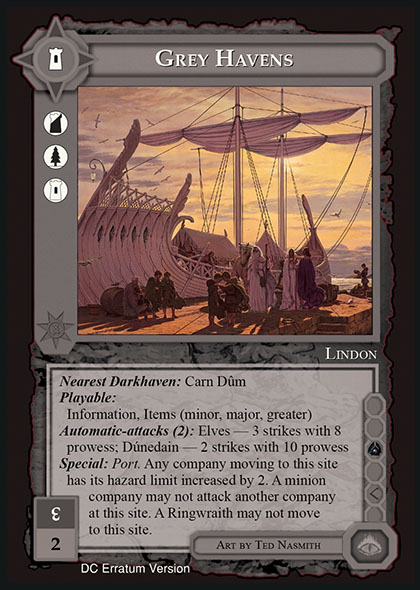 Grey Havens
Lindon
Nearest Darkhaven: Carn Dûm
Playable:
Information, Items (minor, major, greater)
Automatic-attacks (2): Elves — 3 strikes with 8
prowess; Dúnedain — 2 strikes with 10 prowess
Special: Port. Any company moving to this site
has its hazard limit increased by 2. A minion
company may not attack another company
at this site. A Ringwraith may not move
to this site.
ε
2
Art by Ted Nasmith
DC Erratum Version